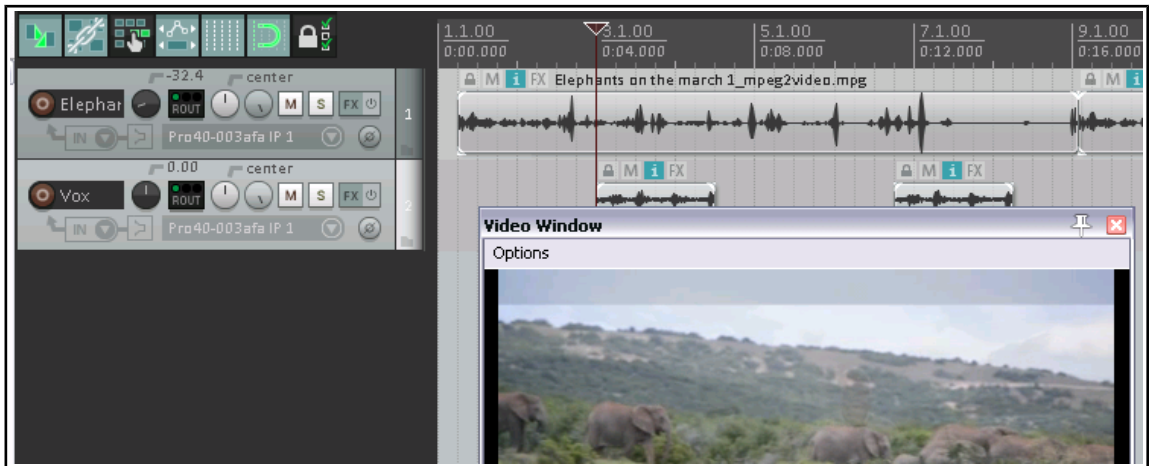 1.1.00 3.1.00 5.1.00 7.1.00 9.1.00
0:00.000 0:04.000 0:08.000 0:12.000 0:16.000
-32.4 center
Elephar ROUT M S FX 1
IN Pro40-003afa IP 1
M i FX Elephants on the march 1_mpeg2video.mpg M i
0.00 center
Vox ROUT M S FX 2
IN Pro40-003afa IP 1
M i FX M i FX
Video Window
Options